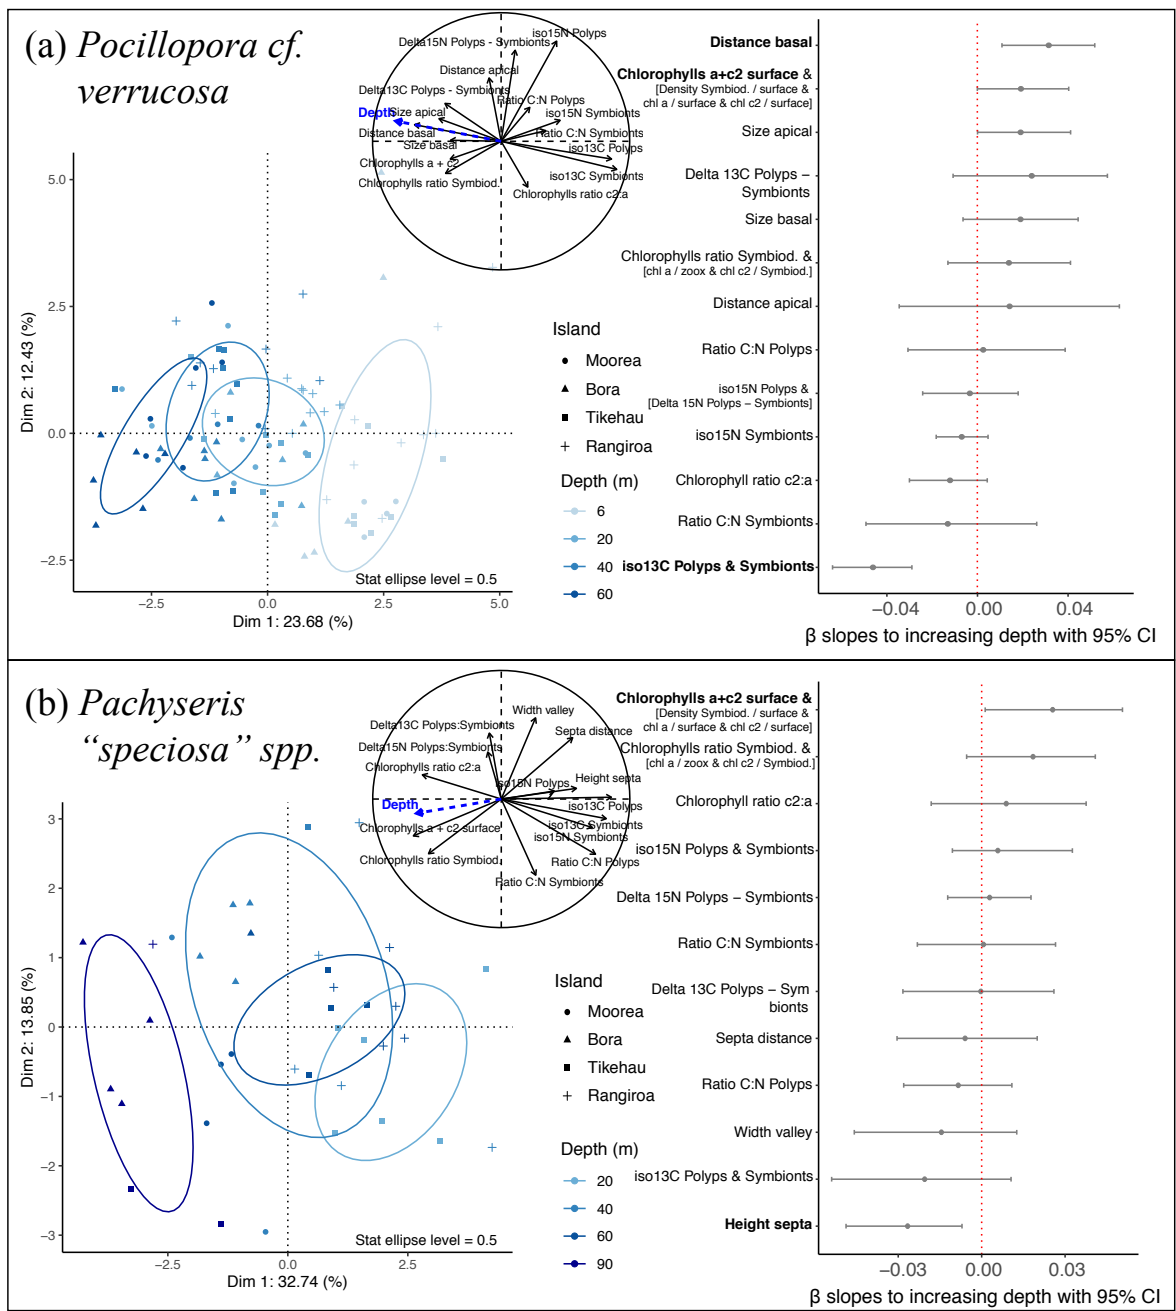 (a) Pocillopora cf.
verrucosa
iso15N Polyps
Delta15N Polyps - Symbionts
Distance apical
Delta13C Polyps - Symbionts
Ratio C:N Polyps
Depth
Size apical
iso15N Symbionts
Distance basal
Ratio C:N Symbionts
Size basal
iso13C Polyps
Chlorophylls a + c2
iso13C Symbionts
Chlorophylls ratio Symbiod.
Chlorophylls ratio c2:a
5.0
2.5
0.0
−2.5
Dim 2: 12.43 (%)
−2.5
0.0
2.5
5.0
Dim 1: 23.68 (%)
Stat ellipse level = 0.5
Island
Moorea
Bora
Tikehau
Rangiroa
Depth (m)
6
20
40
60
Distance basal
Chlorophylls a+c2 surface &
[Density Symbiod. / surface &
chl a / surface & chl c2 / surface]
Size apical
Delta 13C Polyps −
Symbionts
Size basal
Chlorophylls ratio Symbiod. &
[chl a / zoox & chl c2 / Symbiod.]
Distance apical
Ratio C:N Polyps
iso15N Polyps &
[Delta 15N Polyps − Symbionts]
iso15N Symbionts
Chlorophyll ratio c2:a
Ratio C:N Symbionts
iso13C Polyps & Symbionts
−0.04
0.00
0.04
β slopes to increasing depth with 95% CI
(b) Pachyseris
“speciosa” spp.
Width valley
Delta13C Polyps:Symbionts
Septa distance
Delta15N Polyps:Symbionts
Chlorophylls ratio c2:a
iso15N Polyps
Height septa
Depth
iso13C Polyps
Chlorophylls a + c2 surface
iso13C Symbionts
iso15N Symbionts
Chlorophylls ratio Symbiod.
Ratio C:N Polyps
Ratio C:N Symbionts
3
2
1
0
−1
−2
−3
Dim 2: 13.85 (%)
−2.5
0.0
2.5
Dim 1: 32.74 (%)
Stat ellipse level = 0.5
Island
Moorea
Bora
Tikehau
Rangiroa
Depth (m)
20
40
60
90
Chlorophylls a+c2 surface &
[Density Symbiod. / surface &
chl a / surface & chl c2 / surface]
Chlorophylls ratio Symbiod. &
[chl a / zoox & chl c2 / Symbiod.]
Chlorophyll ratio c2:a
iso15N Polyps & Symbionts
Delta 15N Polyps − Symbionts
Ratio C:N Symbionts
Delta 13C Polyps − Sym
bionts
Septa distance
Ratio C:N Polyps
Width valley
iso13C Polyps & Symbionts
Height septa
−0.03
0.00
0.03
β slopes to increasing depth with 95% CI